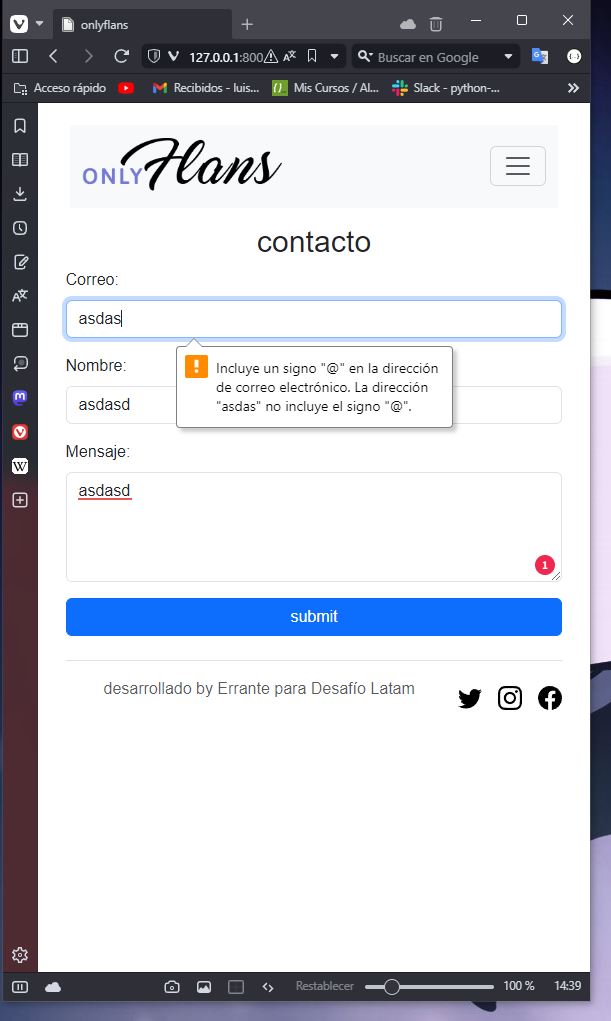 onlyflans
127.0.0.1:800
Buscar en Google
Acceso rápido
Recibidos - luis...
Mis Cursos / Al...
Slack - python-...
ONLY Flans
contacto
Correo:
asdas
Incluye un signo "@" en la dirección
de correo electrónico. La dirección
"asdas" no incluye el signo "@".
Nombre:
asdasd
Mensaje:
asdasd
1
submit
desarrollado by Errante para Desafío Latam
Restablecer
100 %
14:39